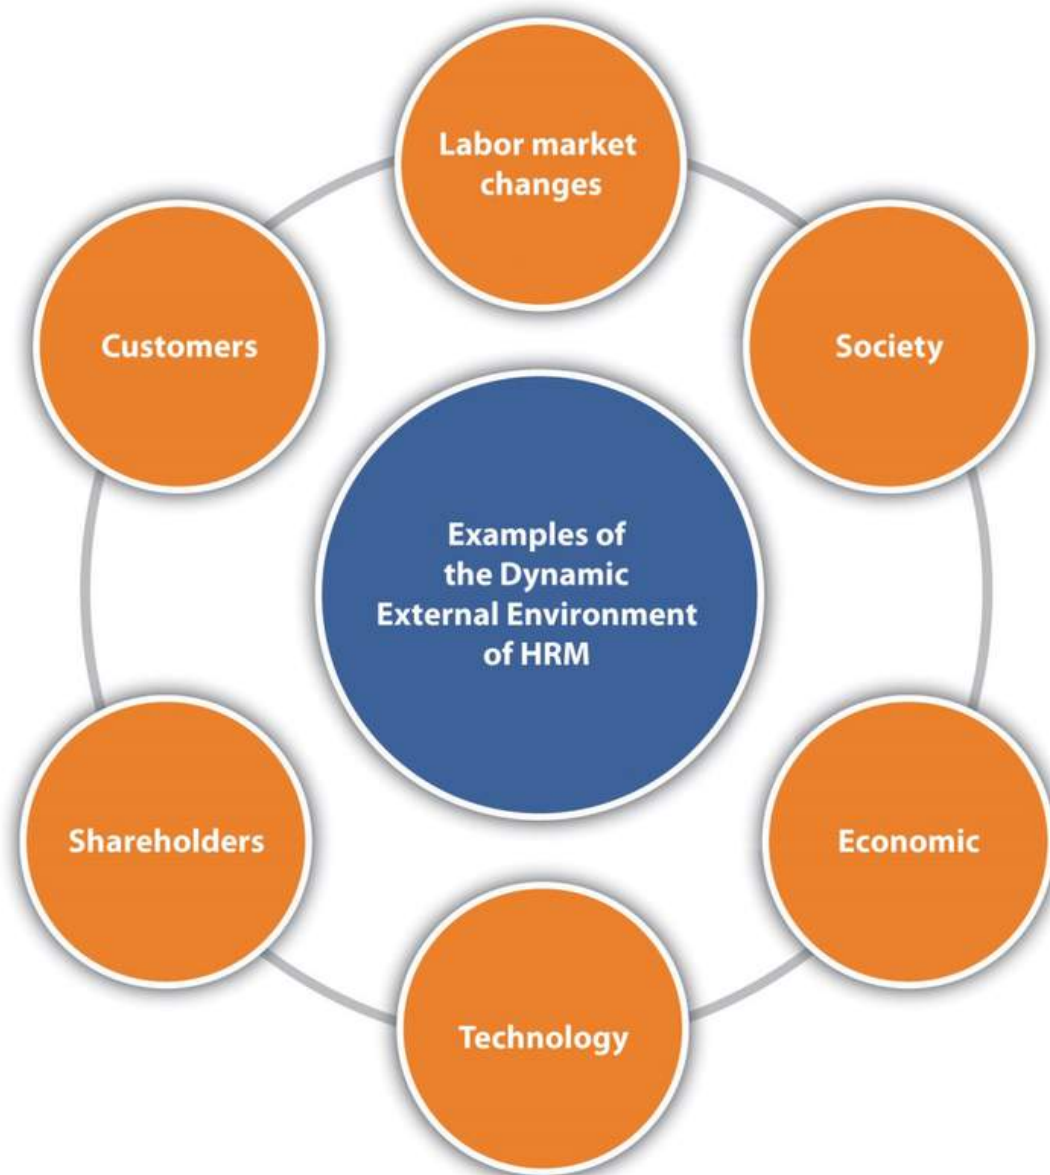 Labor market
changes
Customers
Society
Examples of
the Dynamic
External Environment
of HRM
Shareholders
Economic
Technology